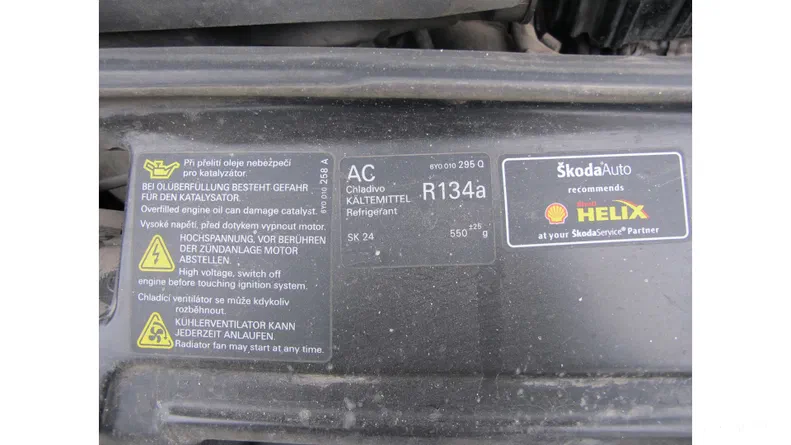 Při přelití oleje nebezpečí
pro katalyzátor.
BEI ÖLÜBERFÜLLUNG BESTEHT GEFAHR
FÜR DEN KATALYSATOR.
Overfilled engine oil can damage catalyst.
Vysoké napětí, před dotykem vypnout motor.
HOCHSPANNUNG, VOR BERÜHREN
DER ZÜNDANLAGE MOTOR
ABSTELLEN.
High voltage, switch off
engine before touching ignition system.
Chladící ventilátor se může kdykoliv
rozběhnout.
KÜHLERVENTILATOR KANN
JEDERZEIT ANLAUFEN.
Radiator fan may start at any time.
6Y0 010 258 A
6Y0 010 295 Q
AC
Chladivo
KÄLTEMITTEL R134a
Refrigerant
SK 24 550 ±25 g
ŠkodaAuto
recommends
Shell
HELIX
at your ŠkodaService® Partner